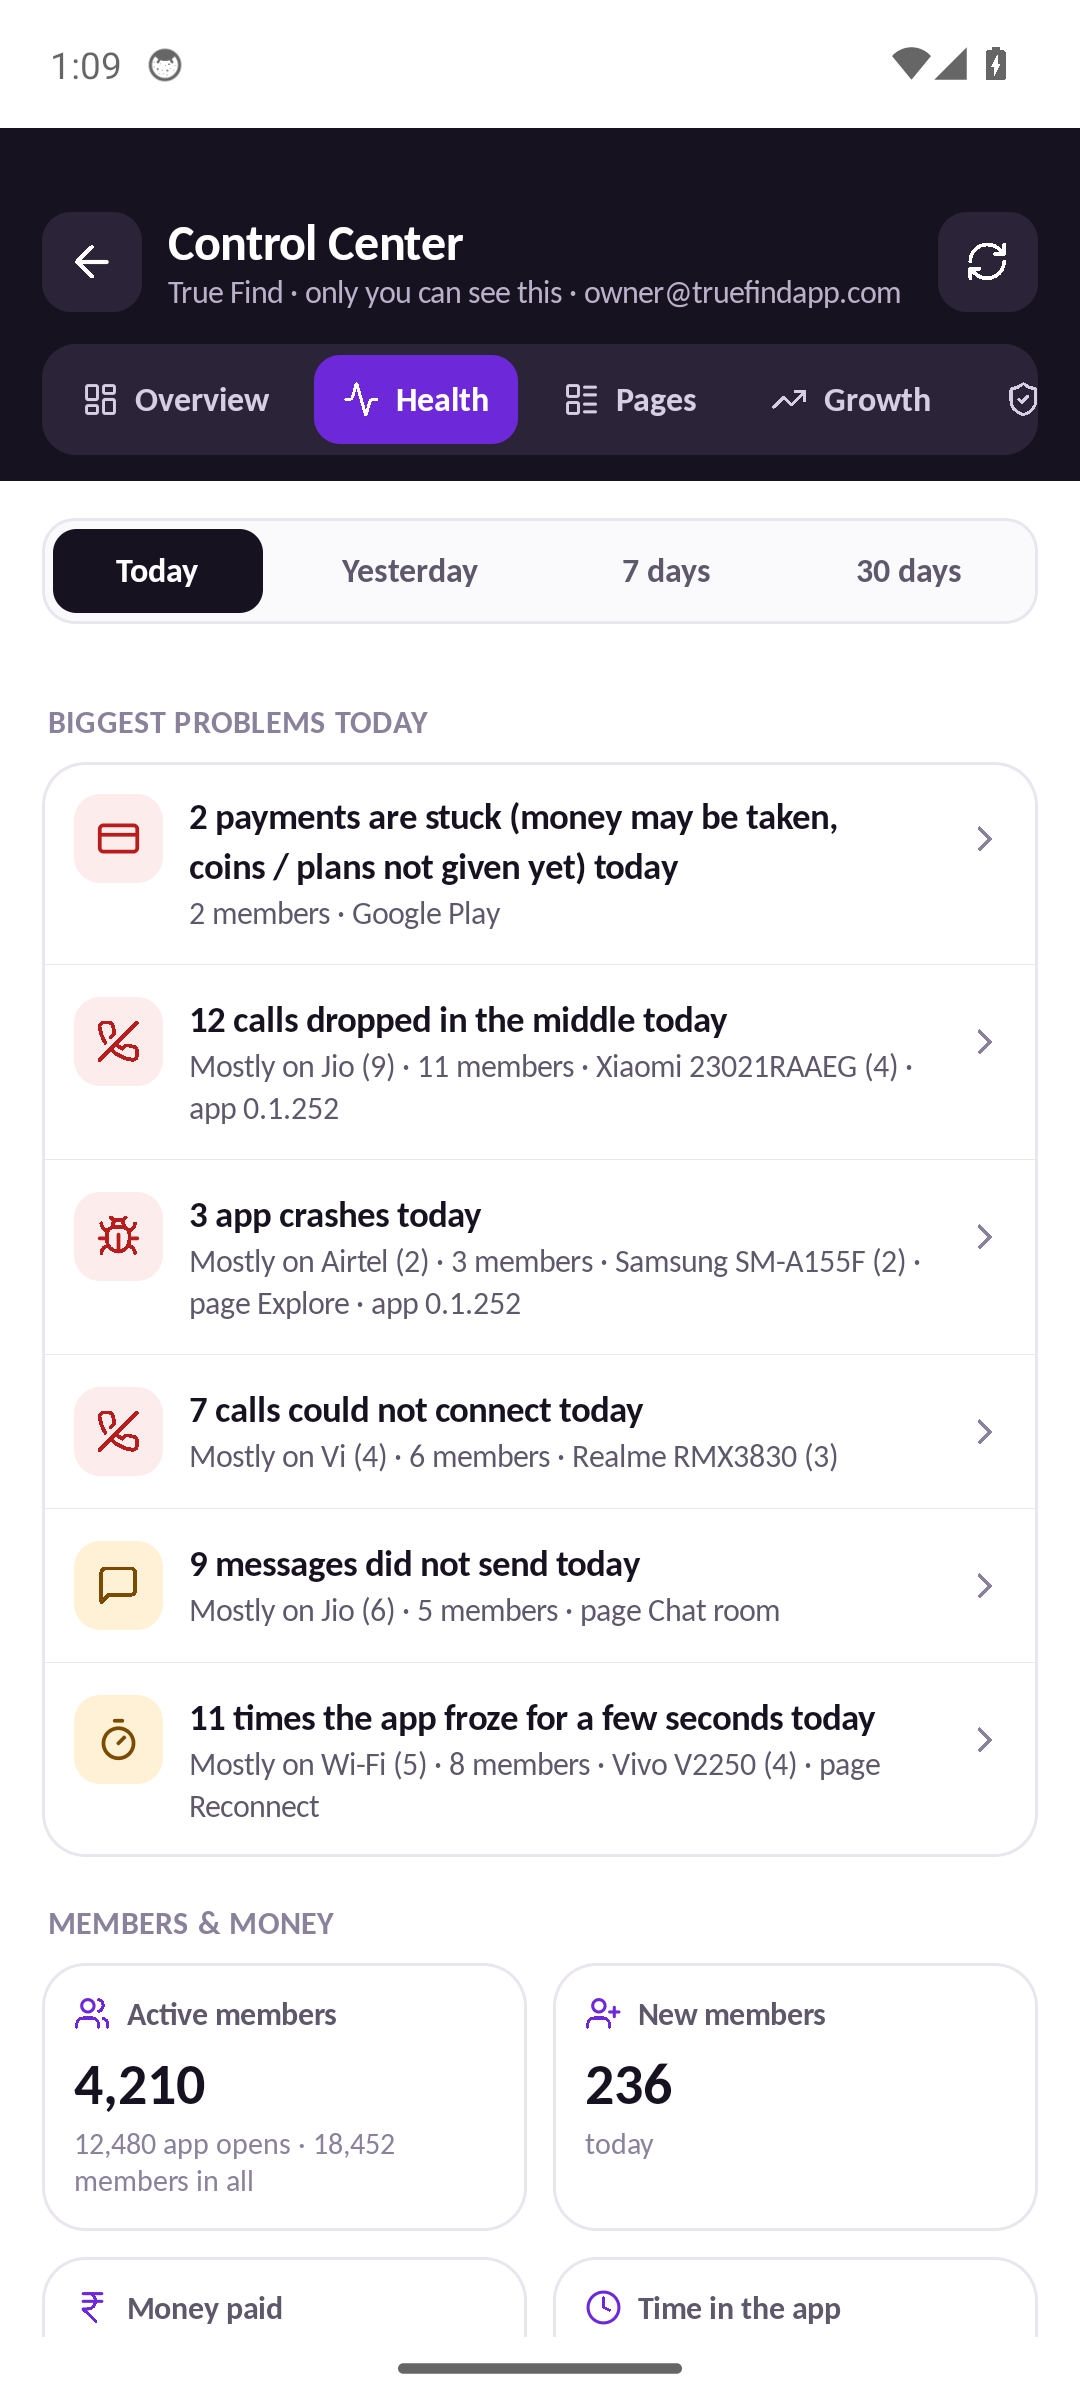 1:09
Control Center
True Find · only you can see this · owner@truefindapp.com
Overview
Health
Pages
Growth
Today
Yesterday
7 days
30 days
BIGGEST PROBLEMS TODAY
2 payments are stuck (money may be taken,
coins / plans not given yet) today
2 members · Google Play
12 calls dropped in the middle today
Mostly on Jio (9) · 11 members · Xiaomi 23021RAAEG (4) ·
app 0.1.252
3 app crashes today
Mostly on Airtel (2) · 3 members · Samsung SM-A155F (2) ·
page Explore · app 0.1.252
7 calls could not connect today
Mostly on Vi (4) · 6 members · Realme RMX3830 (3)
9 messages did not send today
Mostly on Jio (6) · 5 members · page Chat room
11 times the app froze for a few seconds today
Mostly on Wi-Fi (5) · 8 members · Vivo V2250 (4) · page
Reconnect
MEMBERS & MONEY
Active members
4,210
12,480 app opens · 18,452
members in all
New members
236
today
Money paid
Time in the app